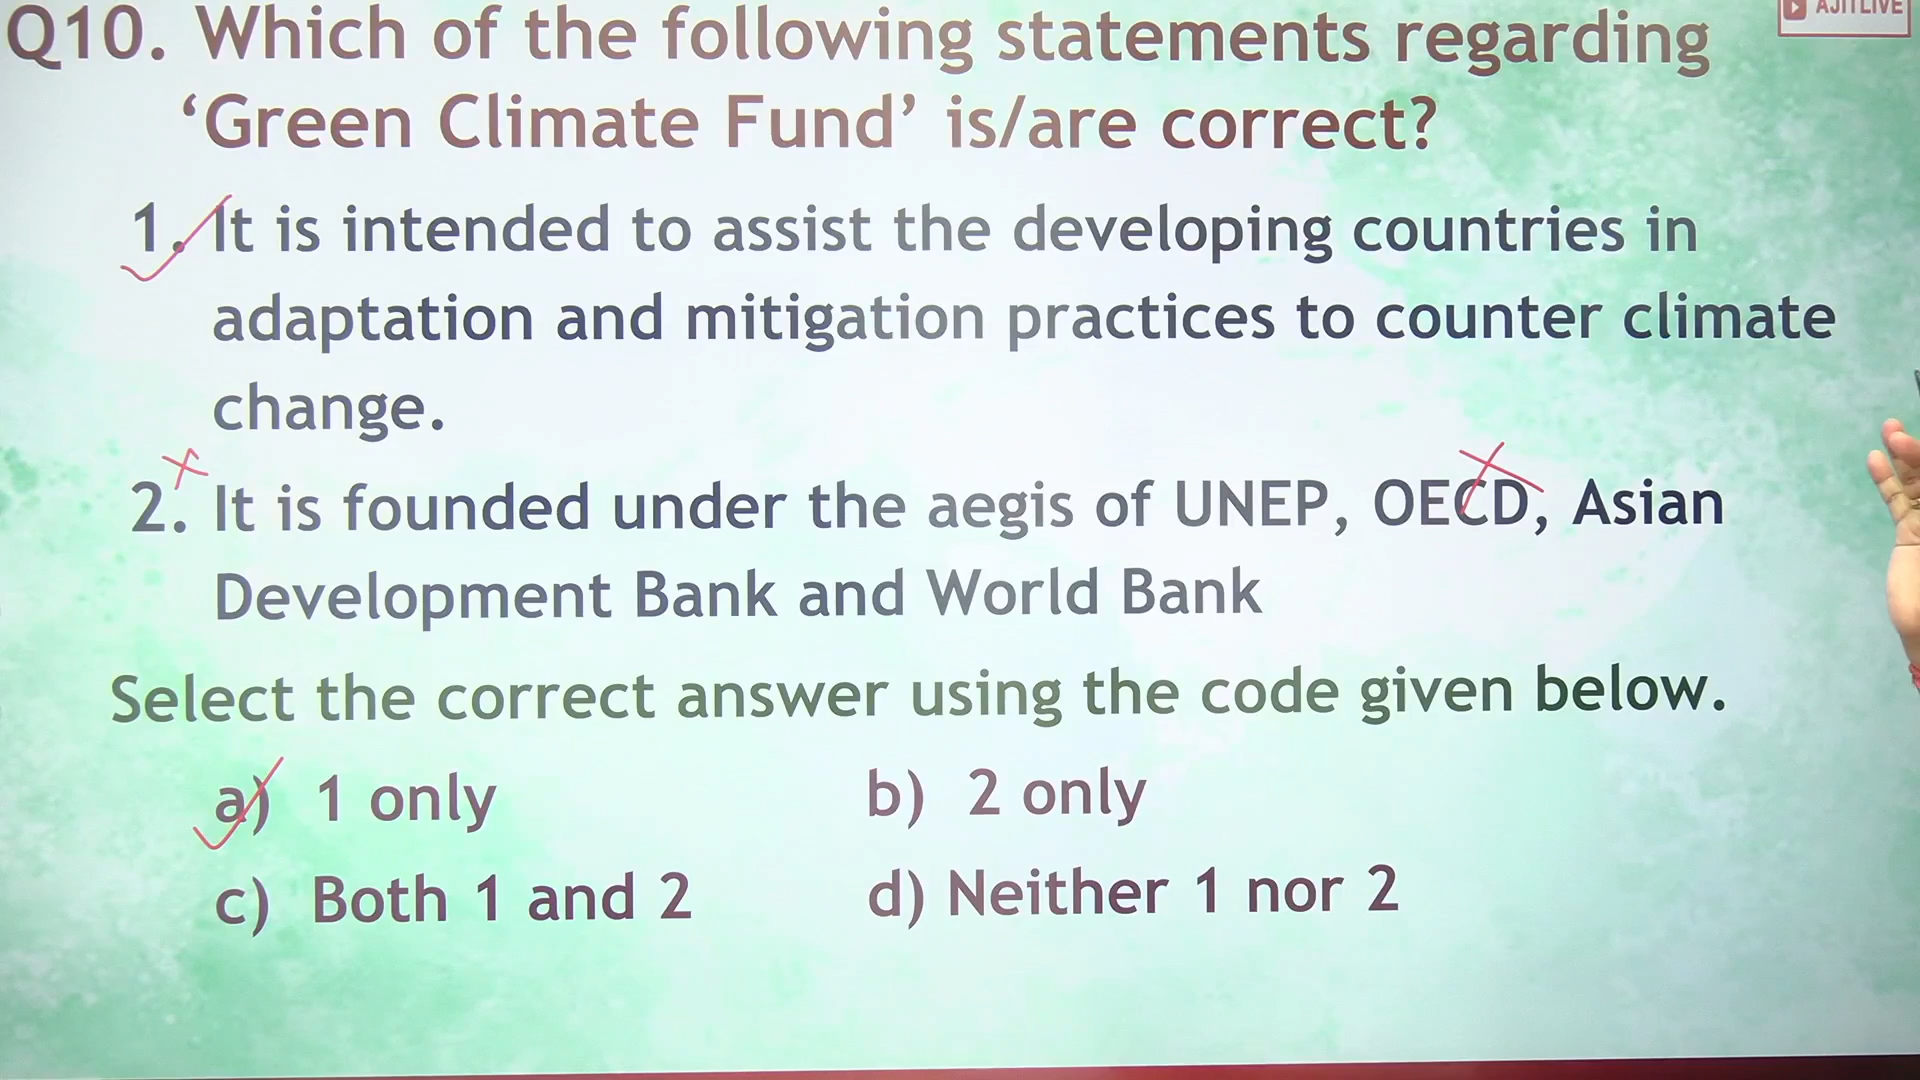 AJITLIVE
Q10. Which of the following statements regarding
‘Green Climate Fund’ is/are correct?
1. It is intended to assist the developing countries in
adaptation and mitigation practices to counter climate
change.
2. It is founded under the aegis of UNEP, OECD, Asian
Development Bank and World Bank
Select the correct answer using the code given below.
a) 1 only b) 2 only
c) Both 1 and 2 d) Neither 1 nor 2